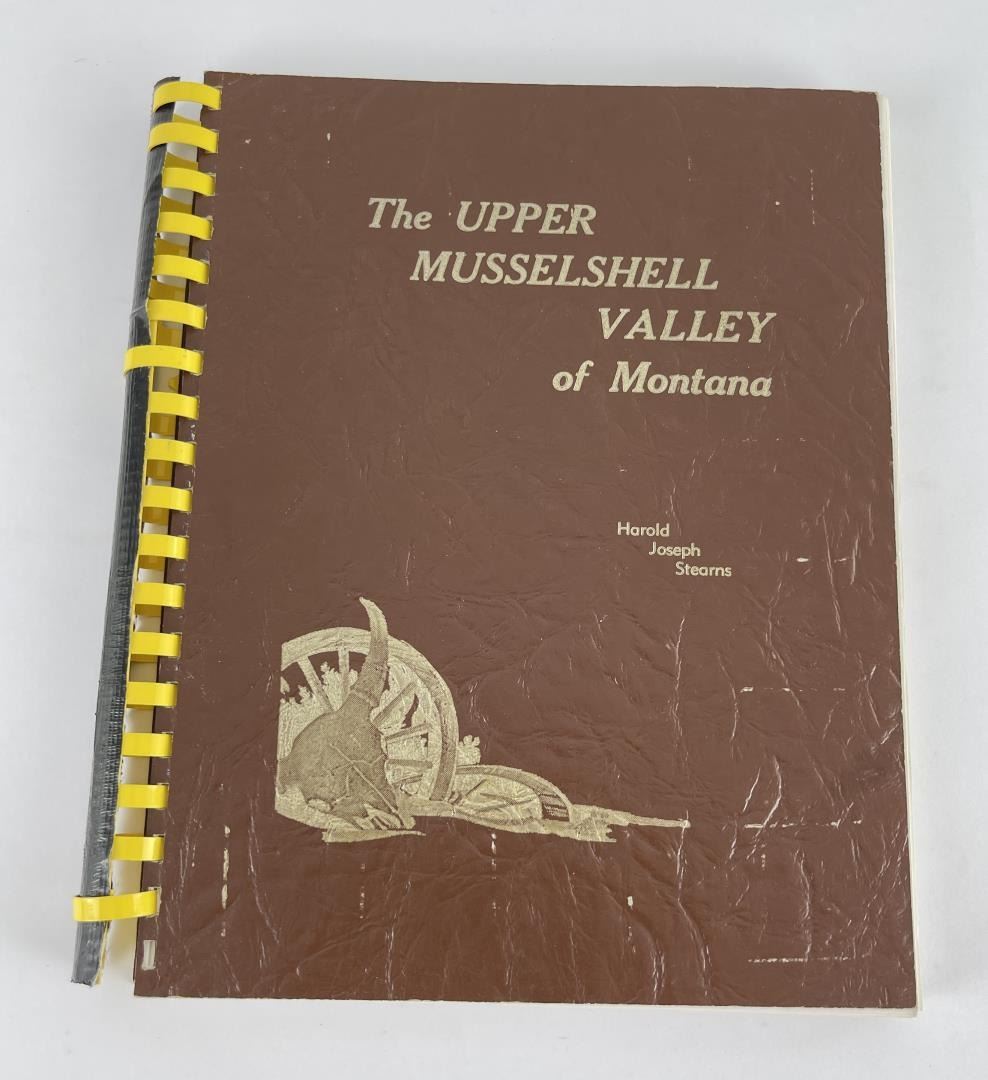 The UPPER
MUSSELSHELL
VALLEY
of Montana
Harold
Joseph
Stearns